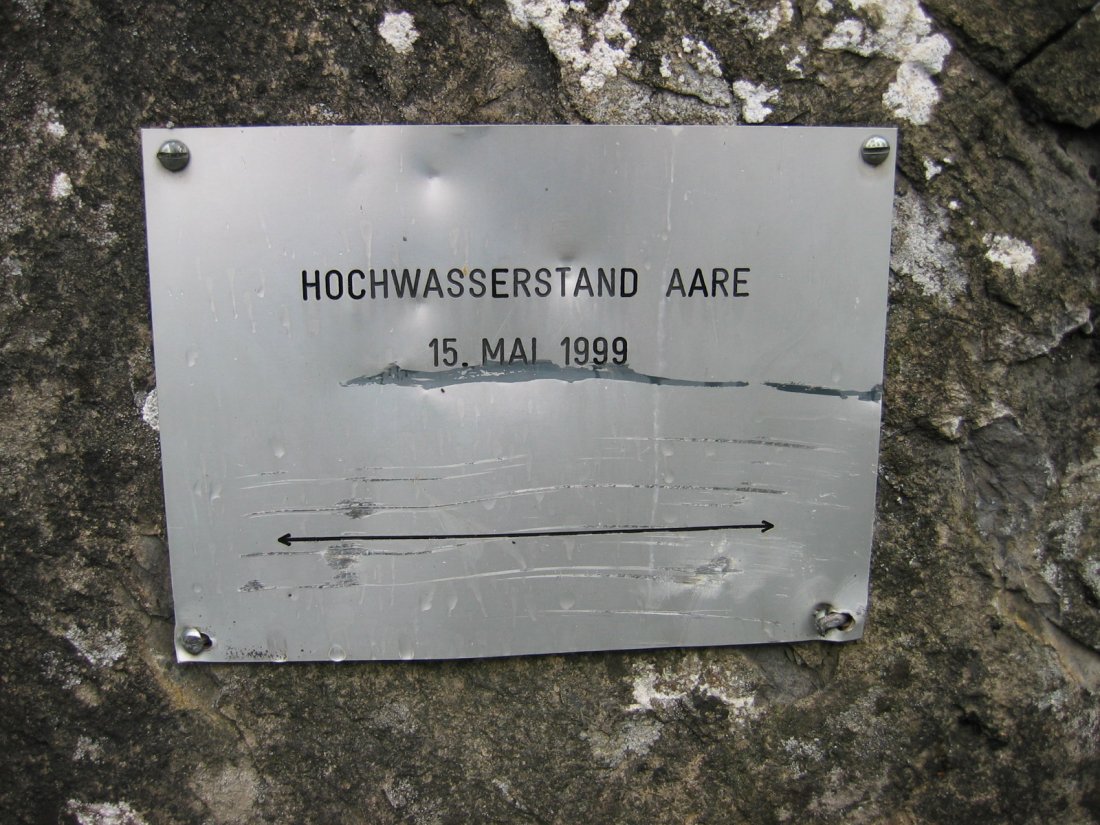 HOCHWASSERSTAND AARE
15. MAI 1999